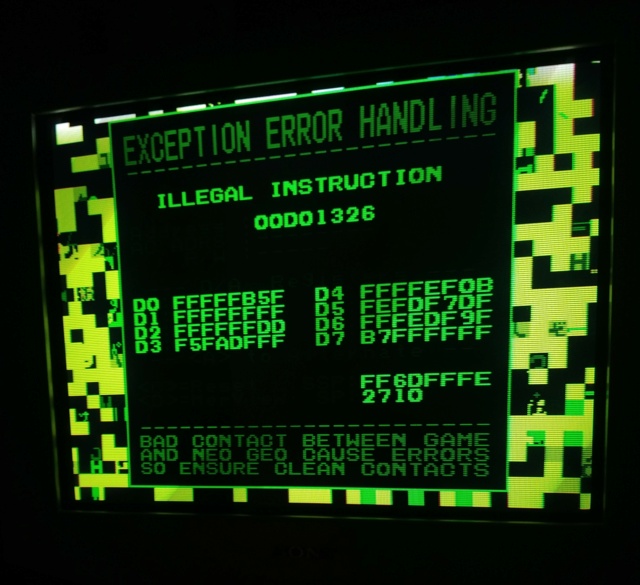 EXCEPTION ERROR HANDLING
ILLEGAL INSTRUCTION
00D01326
D0 FFFFFB5F D4 FFFFEF0B
D1 FFFFFFFF D5 FEFDF7DF
D2 FFFFFFDD D6 FFFEDF9F
D3 F5FADFFF D7 B7FFFFFF
FF6DFFFE
2710
BAD CONTACT BETWEEN GAME
AND NEO GEO CAUSE ERRORS
SO ENSURE CLEAN CONTACTS